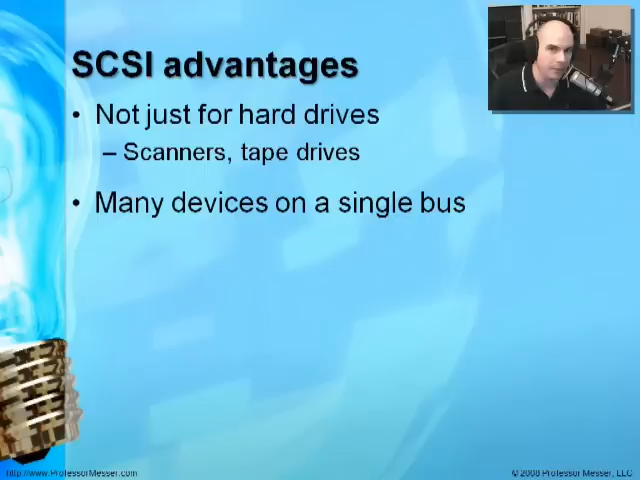 SCSI advantages
• Not just for hard drives
– Scanners, tape drives
• Many devices on a single bus
http://www.ProfessorMesser.com
© 2008 Professor Messer, LLC